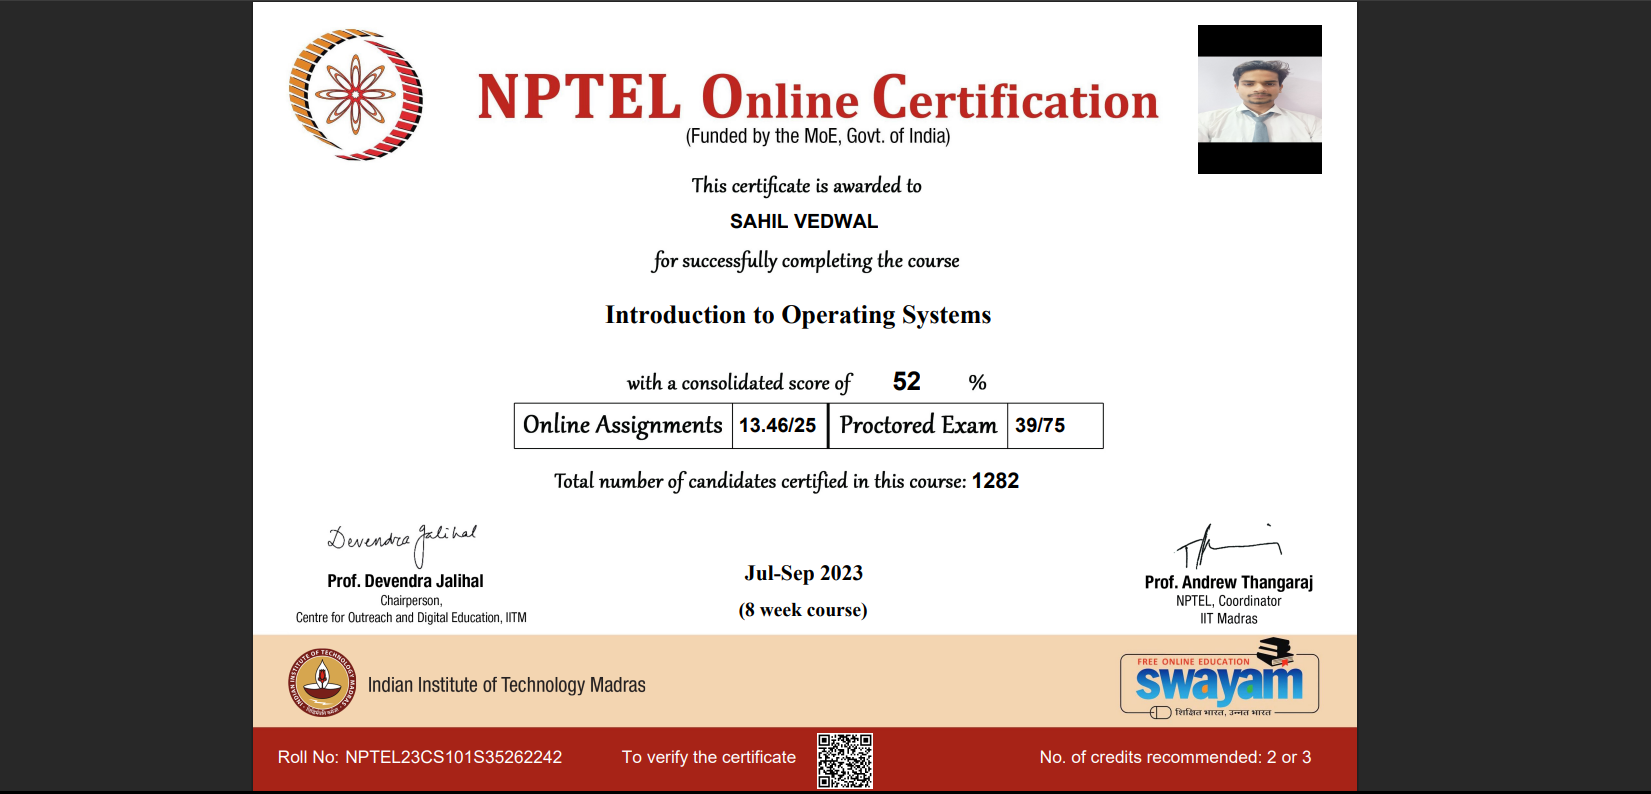 NPTEL Online Certification
(Funded by the MoE, Govt. of India)
This certificate is awarded to
SAHIL VEDWAL
for successfully completing the course
Introduction to Operating Systems
with a consolidated score of 52 %
Online Assignments 13.46/25 Proctored Exam 39/75
Total number of candidates certified in this course: 1282
Devendra Jalihal
Prof. Devendra Jalihal
Chairperson,
Centre for Outreach and Digital Education, IITM
Jul-Sep 2023
(8 week course)
Prof. Andrew Thangaraj
NPTEL, Coordinator
IIT Madras
INDIAN INSTITUTE OF TECHNOLOGY MADRAS
Indian Institute of Technology Madras
FREE ONLINE EDUCATION
swayam
शिक्षित भारत, उन्नत भारत
Roll No: NPTEL23CS101S35262242
To verify the certificate
No. of credits recommended: 2 or 3